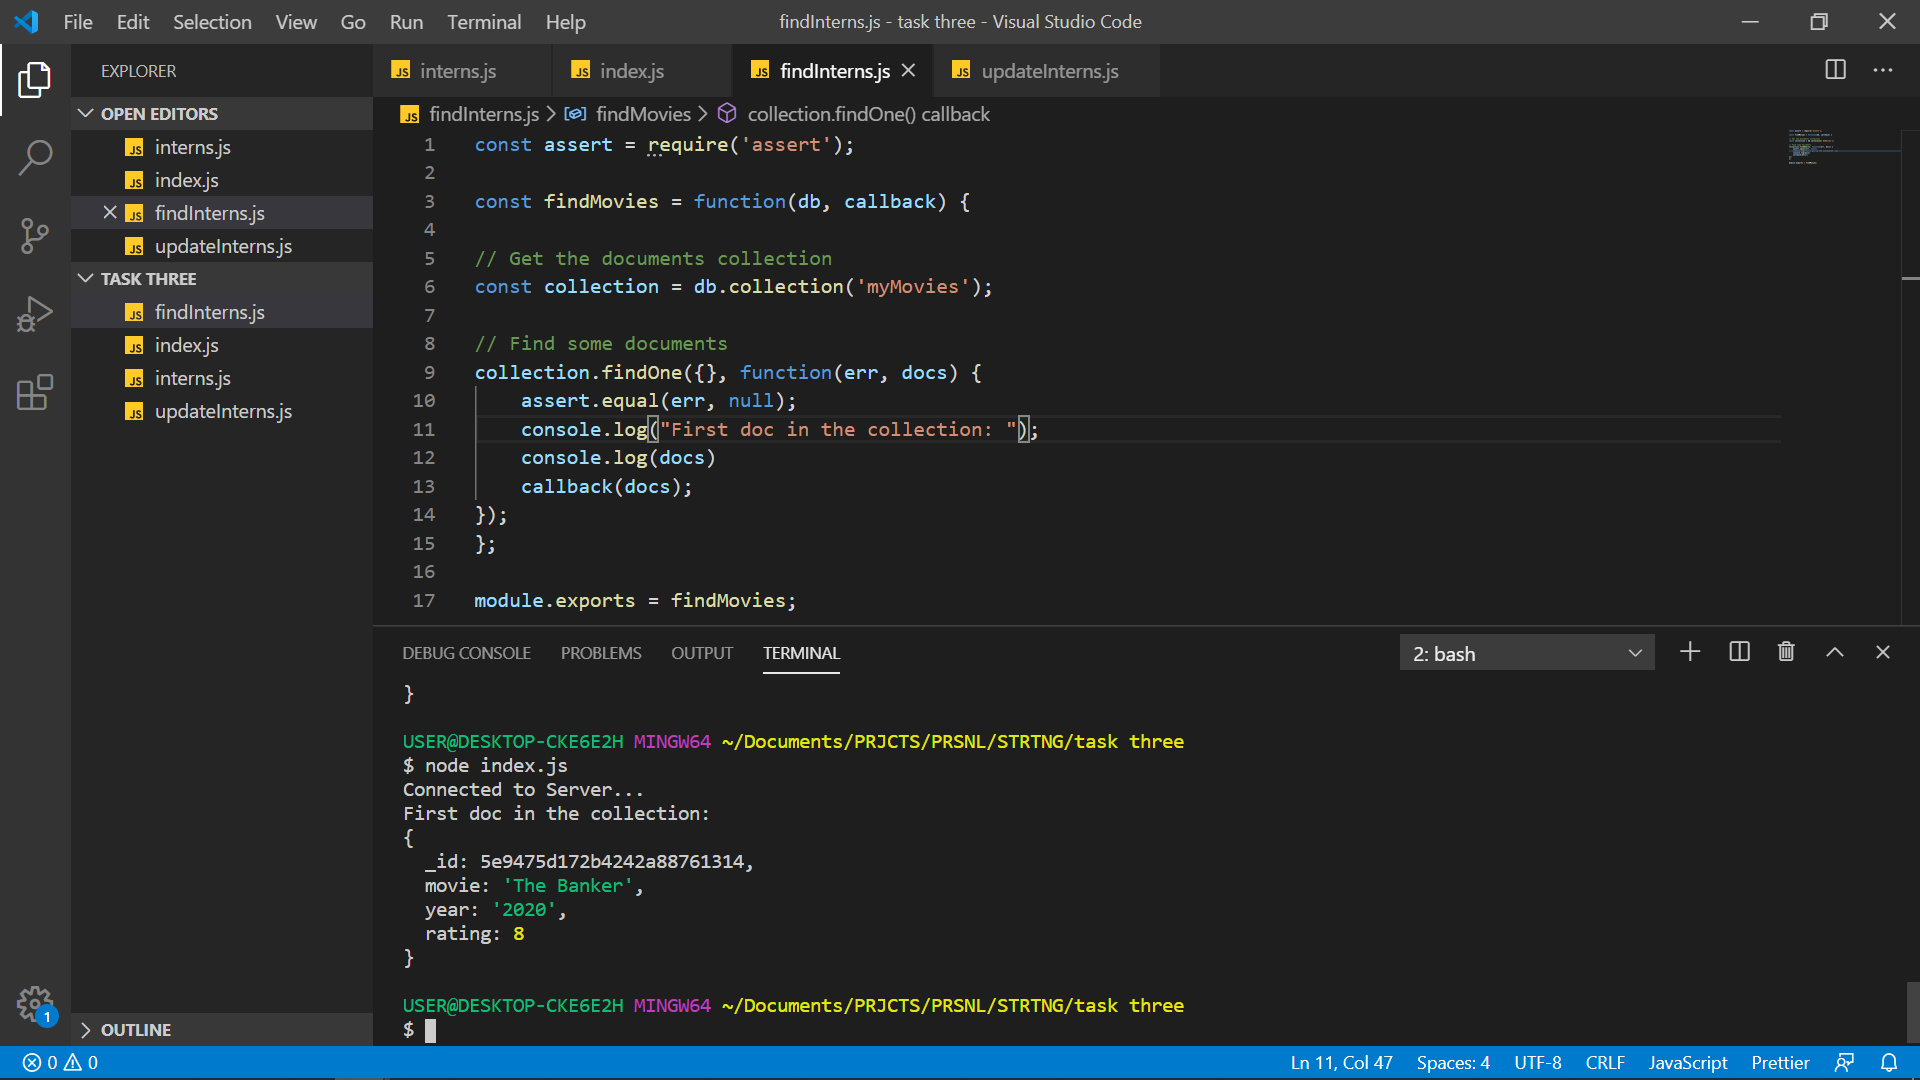 File Edit Selection View Go Run Terminal Help
findInterns.js - task three - Visual Studio Code
EXPLORER
OPEN EDITORS
interns.js
index.js
findInterns.js
updateInterns.js
TASK THREE
findInterns.js
index.js
interns.js
updateInterns.js
OUTLINE
1
interns.js index.js findInterns.js updateInterns.js
findInterns.js > findMovies > collection.findOne() callback
1 const assert = require('assert');
2
3 const findMovies = function(db, callback) {
4
5 // Get the documents collection
6 const collection = db.collection('myMovies');
7
8 // Find some documents
9 collection.findOne({}, function(err, docs) {
10     assert.equal(err, null);
11     console.log("First doc in the collection: ");
12     console.log(docs)
13     callback(docs);
14 });
15 };
16
17 module.exports = findMovies;
DEBUG CONSOLE PROBLEMS OUTPUT TERMINAL 2: bash
}
USER@DESKTOP-CKE6E2H MINGW64 ~/Documents/PRJCTS/PRSNL/STRTNG/task three
$ node index.js
Connected to Server...
First doc in the collection:
{
  _id: 5e9475d172b4242a88761314,
  movie: 'The Banker',
  year: '2020',
  rating: 8
}
USER@DESKTOP-CKE6E2H MINGW64 ~/Documents/PRJCTS/PRSNL/STRTNG/task three
$
0 0 Ln 11, Col 47 Spaces: 4 UTF-8 CRLF JavaScript Prettier